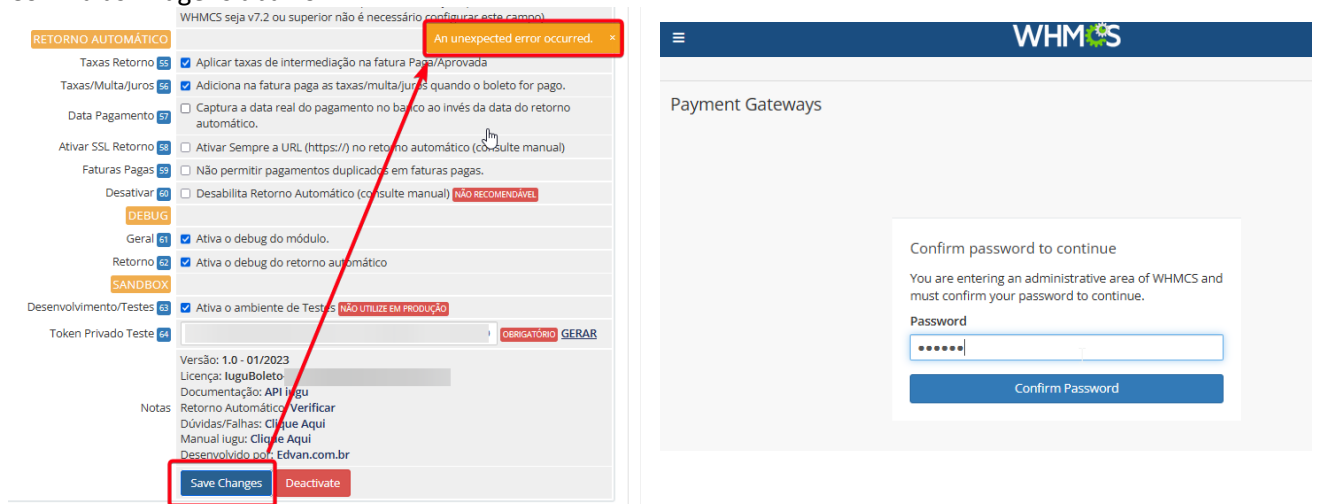 WHMCS seja v7.2 ou superior não é necessário configurar este campo)
RETORNO AUTOMÁTICO
An unexpected error occurred. ×
Taxas Retorno 55 Aplicar taxas de intermediação na fatura Paga/Aprovada
Taxas/Multa/Juros 56 Adiciona na fatura paga as taxas/multa/juros quando o boleto for pago.
Data Pagamento 57 Captura a data real do pagamento no banco ao invés da data do retorno
automático.
Ativar SSL Retorno 58 Ativar Sempre a URL (https://) no retorno automático (consulte manual)
Faturas Pagas 59 Não permitir pagamentos duplicados em faturas pagas.
Desativar 60 Desabilita Retorno Automático (consulte manual) NÃO RECOMENDÁVEL
DEBUG
Geral 61 Ativa o debug do módulo.
Retorno 62 Ativa o debug do retorno automático
SANDBOX
Desenvolvimento/Testes 63 Ativa o ambiente de Testes NÃO UTILIZE EM PRODUÇÃO
Token Privado Teste 64 OBRIGATÓRIO GERAR
Versão: 1.0 - 01/2023
Licença: IuguBoleto-
Documentação: API iugu
Notas Retorno Automático: Verificar
Dúvidas/Falhas: Clique Aqui
Manual iugu: Clique Aqui
Desenvolvido por: Edvan.com.br
Save Changes Deactivate
WHMCS
Payment Gateways
Confirm password to continue
You are entering an administrative area of WHMCS and
must confirm your password to continue.
Password
Confirm Password